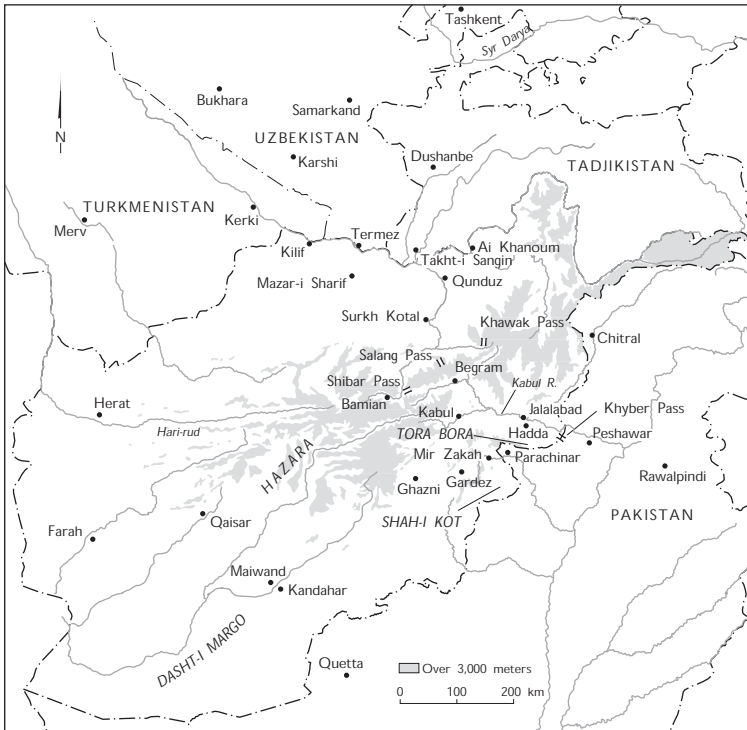 Tashkent
Syr Darya
Bukhara
Samarkand
N
UZBEKISTAN
Karshi
Dushanbe
TADJIKISTAN
TURKMENISTAN
Merv
Kerki
Kilif
Termez
Ai Khanoum
Takht-i Sangin
Mazar-i Sharif
Qunduz
Surkh Kotal
Khawak Pass
Chitral
Salang Pass
Shibar Pass
Begram
Bamian
Kabul R.
Herat
Hari-rud
Kabul
Jalalabad
Khyber Pass
Hadda
TORA BORA
Peshawar
Mir Zakah
Parachinar
HAZARA
Rawalpindi
Ghazni
Gardez
SHAH-I KOT
PAKISTAN
Qaisar
Farah
Maiwand
Kandahar
DASHT-I MARGO
Quetta
Over 3,000 meters
0 100 200 km